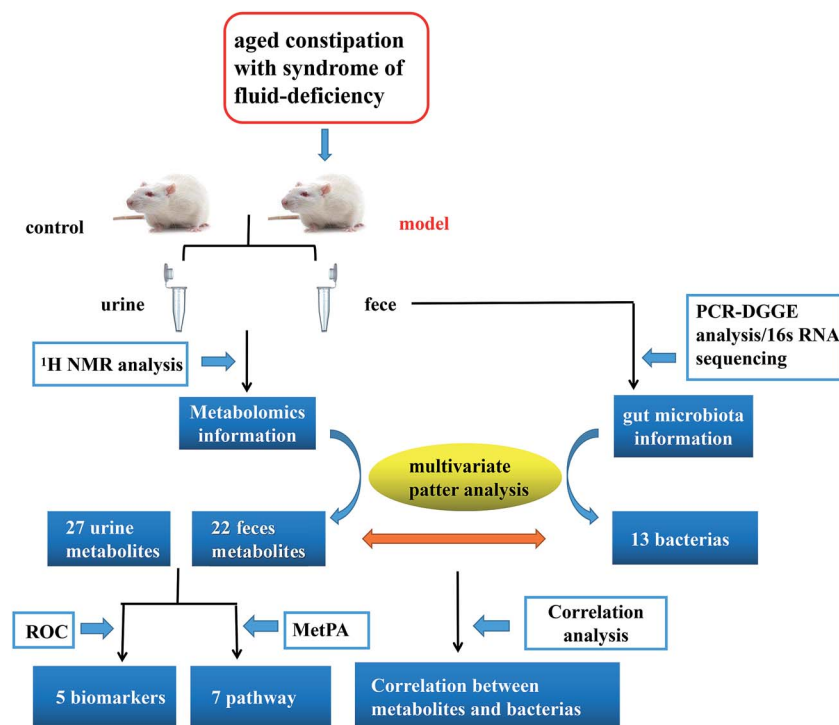 aged constipation
with syndrome of
fluid-deficiency
control
model
urine
fece
PCR-DGGE
analysis/16s RNA
sequencing
¹H NMR analysis
Metabolomics
information
gut microbiota
information
multivariate
patter analysis
27 urine
metabolites
22 feces
metabolites
13 bacterias
ROC
MetPA
Correlation
analysis
5 biomarkers
7 pathway
Correlation between
metabolites and bacterias